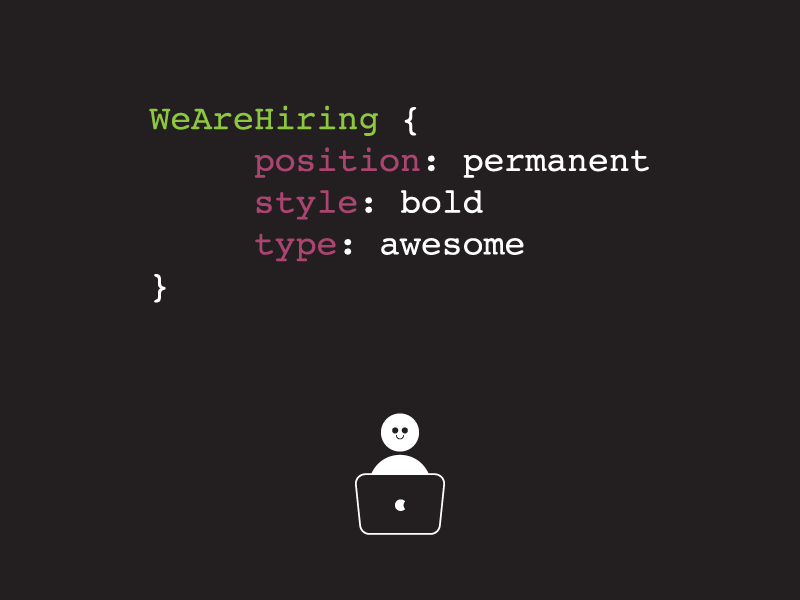 WeAreHiring {
position: permanent
style: bold
type: awesome
}